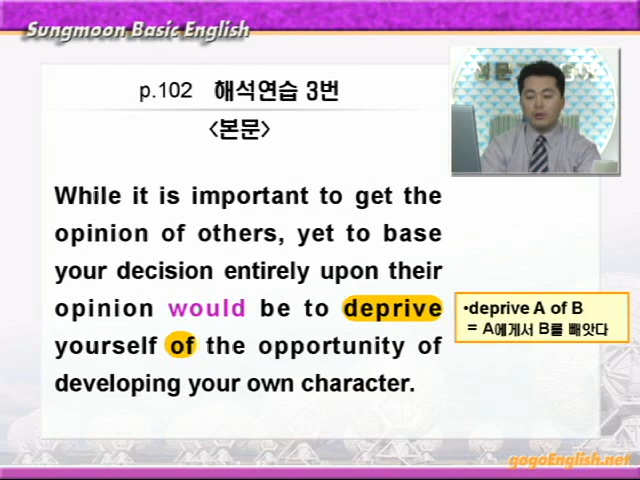 Sungmoon Basic English
p.102 해석연습 3번
<본문>
While it is important to get the
opinion of others, yet to base
your decision entirely upon their
opinion would be to deprive
yourself of the opportunity of
developing your own character.
•deprive A of B
= A에게서 B를 빼앗다
gogoEnglish.net